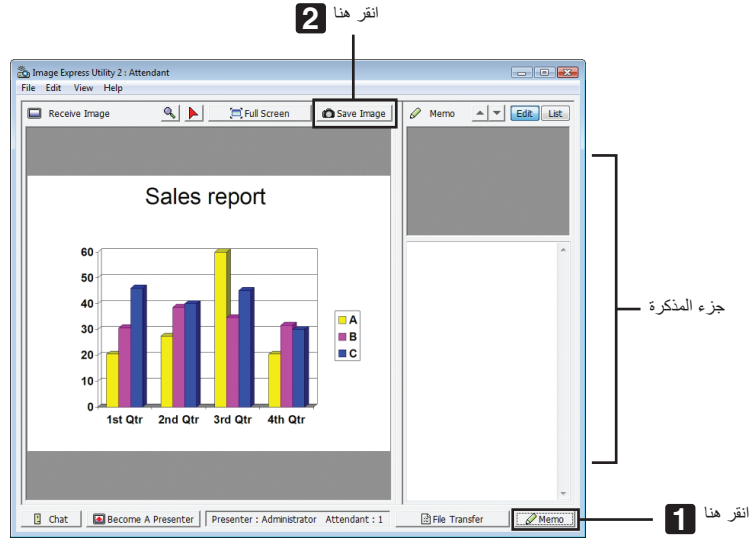 انقر هنا 2
Image Express Utility 2 : Attendant
File Edit View Help
Receive Image Full Screen Save Image Memo Edit List
Sales report
60
50
40
30
20
10
0
1st Qtr 2nd Qtr 3rd Qtr 4th Qtr
A
B
C
جزء المذكرة
Chat Become A Presenter Presenter : Administrator Attendant : 1 File Transfer Memo
انقر هنا 1